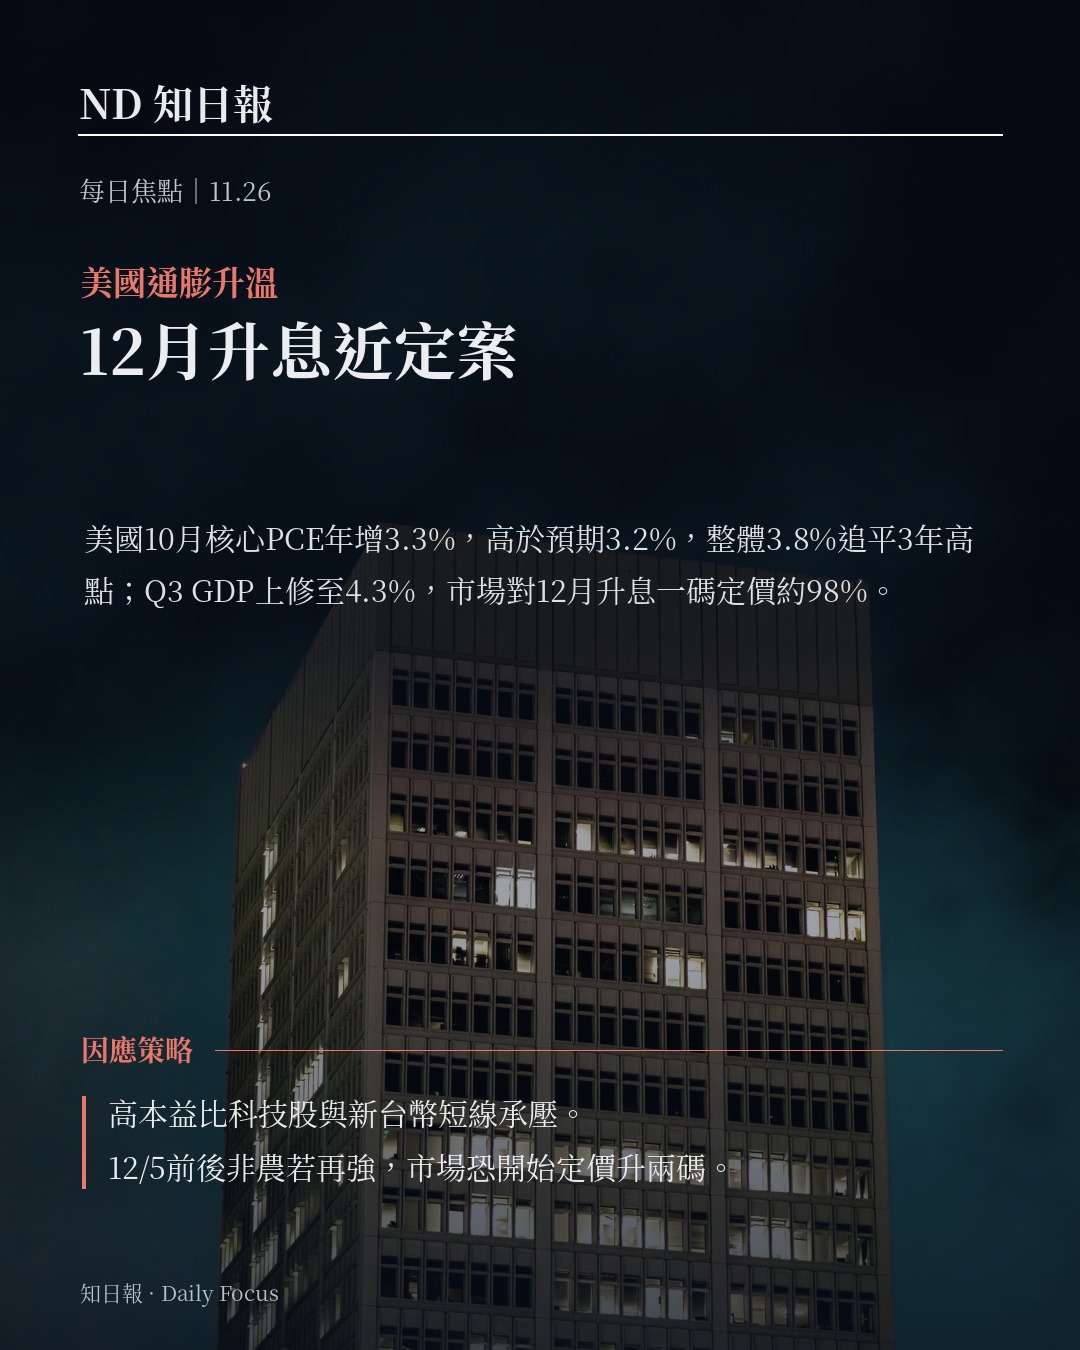 ND 知日報
每日焦點｜11.26
美國通膨升溫
12月升息近定案
美國10月核心PCE年增3.3%，高於預期3.2%，整體3.8%追平3年高
點；Q3 GDP上修至4.3%，市場對12月升息一碼定價約98%。
因應策略
高本益比科技股與新台幣短線承壓。
12/5前後非農若再強，市場恐開始定價升兩碼。
知日報 · Daily Focus